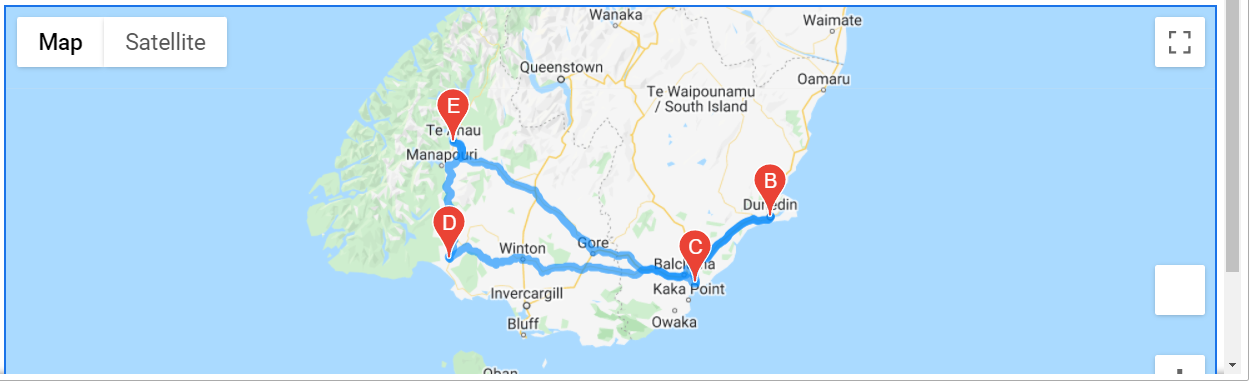 Map
Satellite
Wanaka
Waimate
Queenstown
Oamaru
Te Waipounamu
/ South Island
E
Te Anau
Manapouri
B
Dunedin
D
C
Winton
Gore
Balclutha
Kaka Point
Invercargill
Owaka
Bluff
Oban